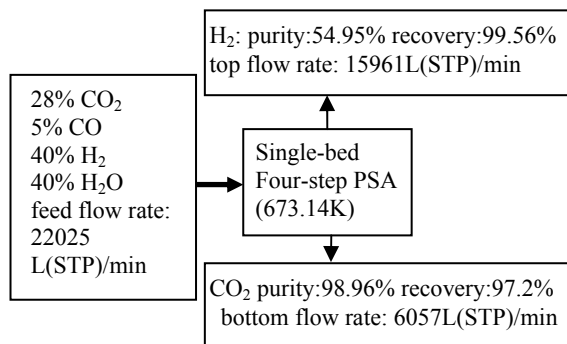 H₂: purity:54.95% recovery:99.56%
top flow rate: 15961L(STP)/min
28% CO₂
5% CO
40% H₂
40% H₂O
feed flow rate:
22025
L(STP)/min
Single-bed
Four-step PSA
(673.14K)
CO₂ purity:98.96% recovery:97.2%
bottom flow rate: 6057L(STP)/min